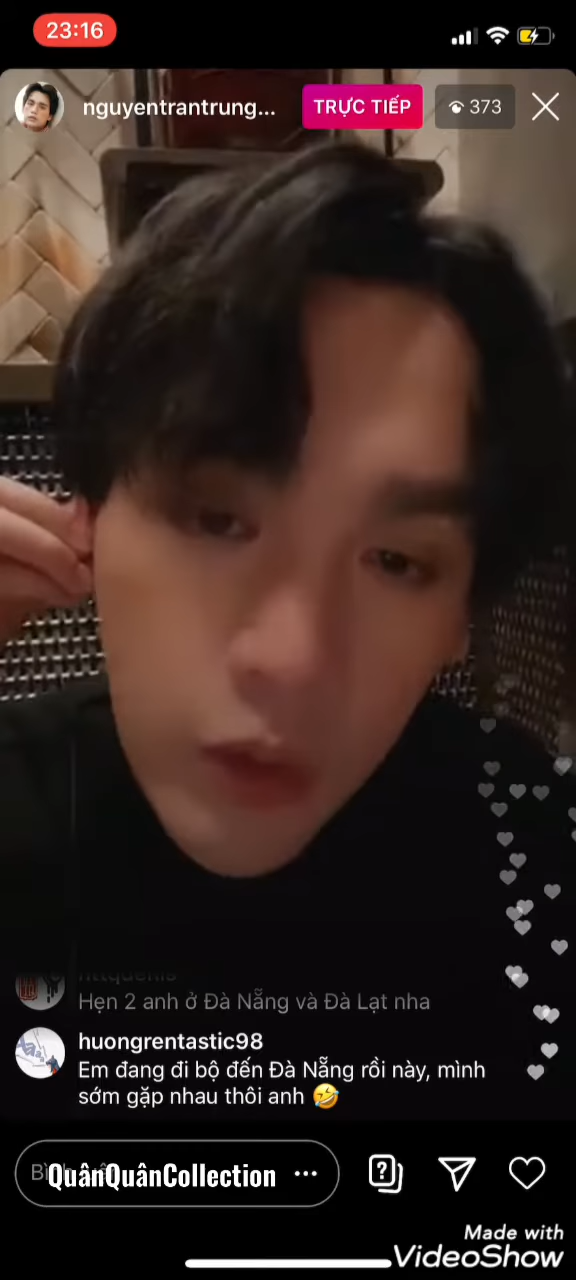 23:16
nguyentrantrung...
TRỰC TIẾP
373
Hẹn 2 anh ở Đà Nẵng và Đà Lạt nha
huongrentastic98
Em đang đi bộ đến Đà Nẵng rồi này, mình
sớm gặp nhau thôi anh 🤣
QuânQuânCollection
Made with
VideoShow